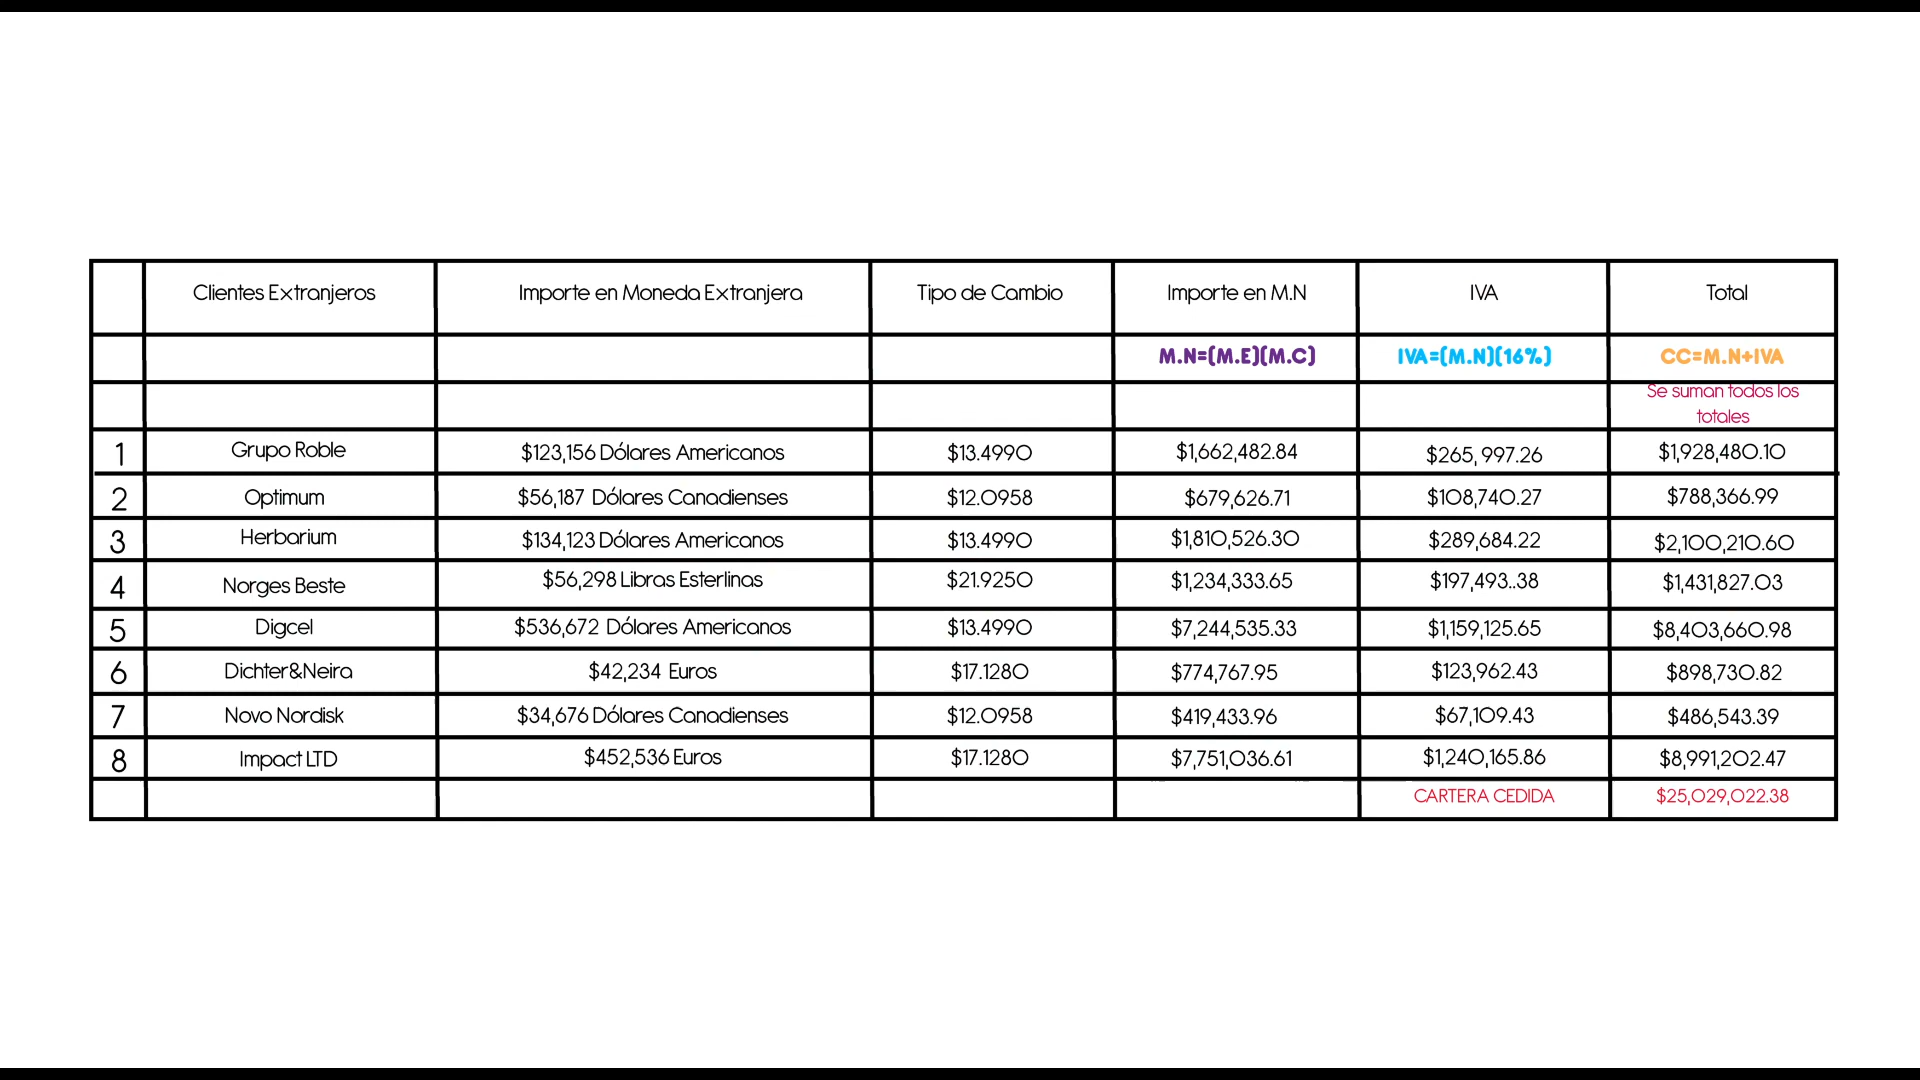 Clientes Extranjeros Importe en Moneda Extranjera Tipo de Cambio Importe en M.N IVA Total
M.N=(M.E)(M.C) IVA=(M.N)(16%) CC=M.N+IVA
Se suman todos los
totales
1 Grupo Roble $123,156 Dólares Americanos $13.4990 $1,662,482.84 $265, 997.26 $1,928,480.10
2 Optimum $56,187 Dólares Canadienses $12.0958 $679,626.71 $108,740.27 $788,366.99
3 Herbarium $134,123 Dólares Americanos $13.4990 $1,810,526.30 $289,684.22 $2,100,210.60
4 Norges Beste $56,298 Libras Esterlinas $21.9250 $1,234,333.65 $197,493..38 $1,431,827.03
5 Digcel $536,672 Dólares Americanos $13.4990 $7,244,535.33 $1,159,125.65 $8,403,660.98
6 Dichter&Neira $42,234 Euros $17.1280 $774,767.95 $123,962.43 $898,730.82
7 Novo Nordisk $34,676 Dólares Canadienses $12.0958 $419,433.96 $67,109.43 $486,543.39
8 Impact LTD $452,536 Euros $17.1280 $7,751,036.61 $1,240,165.86 $8,991,202.47
CARTERA CEDIDA $25,029,022.38